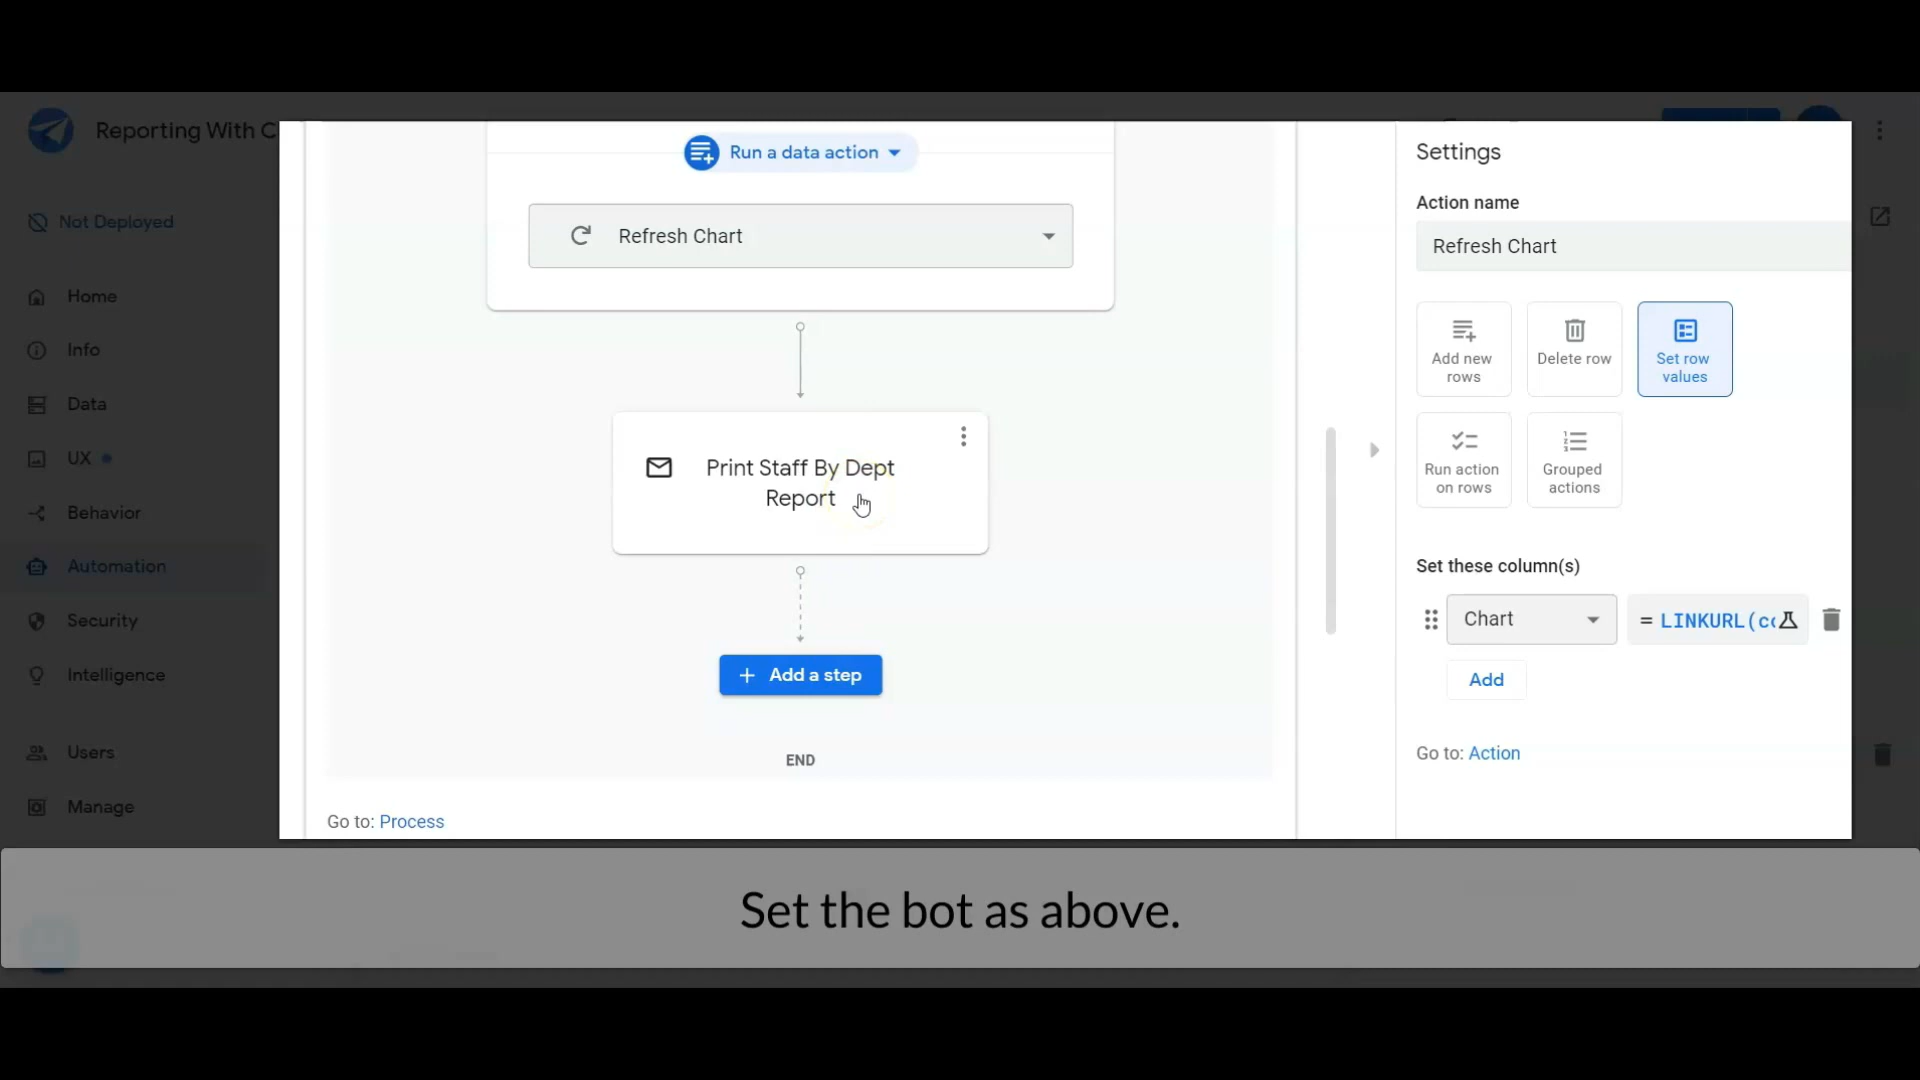 Reporting With C
Not Deployed
Home
Info
Data
UX
Behavior
Automation
Security
Intelligence
Users
Manage
Run a data action
Refresh Chart
Print Staff By Dept
Report
Add a step
END
Go to: Process
Settings
Action name
Refresh Chart
Add new
rows
Delete row
Set row
values
Run action
on rows
Grouped
actions
Set these column(s)
Chart
= LINKURL(c
Add
Go to: Action
Set the bot as above.